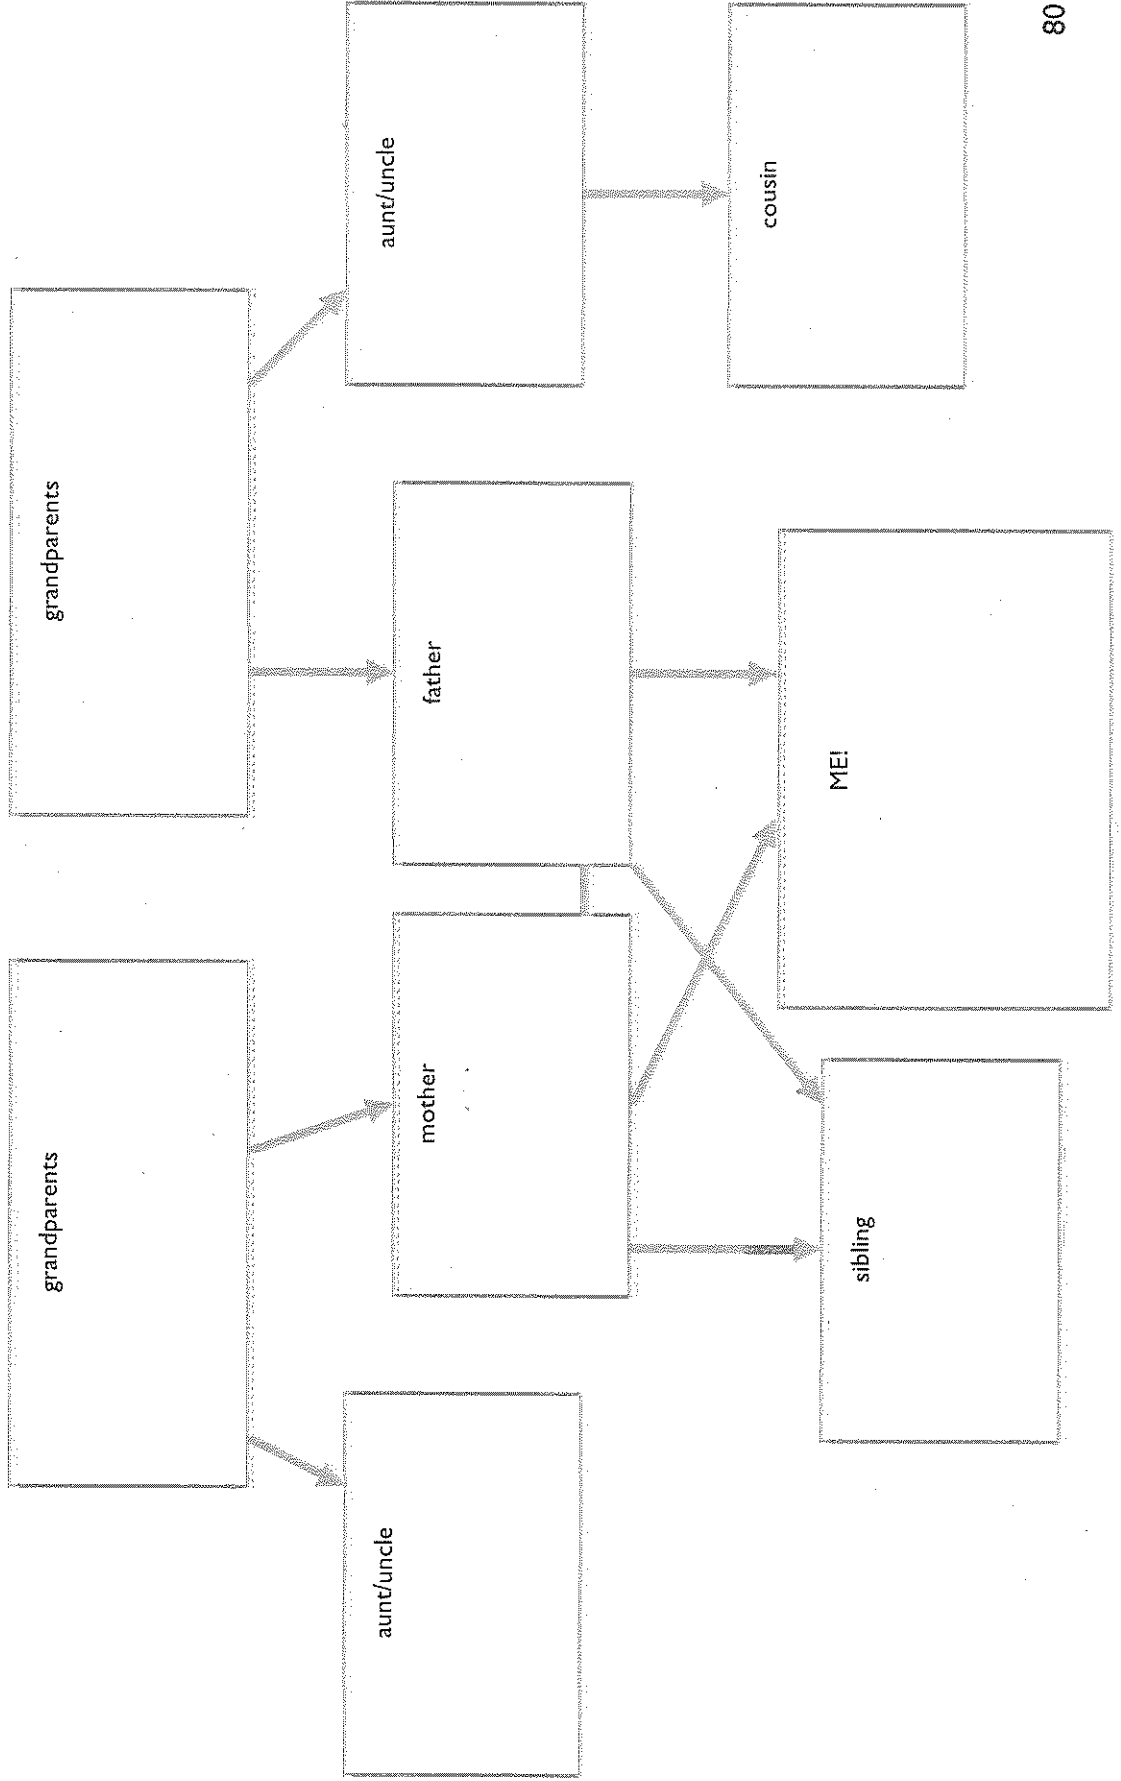 grandparents
grandparents
aunt/uncle
mother
father
aunt/uncle
sibling
ME!
cousin
80